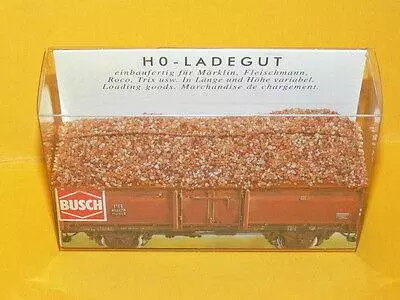 H0-LADEGUT
einbaufertig für Märklin, Fleischmann,
Roco, Trix usw. In Länge und Höhe variabel.
Loading goods. Marchandise de chargement.
BUSCH